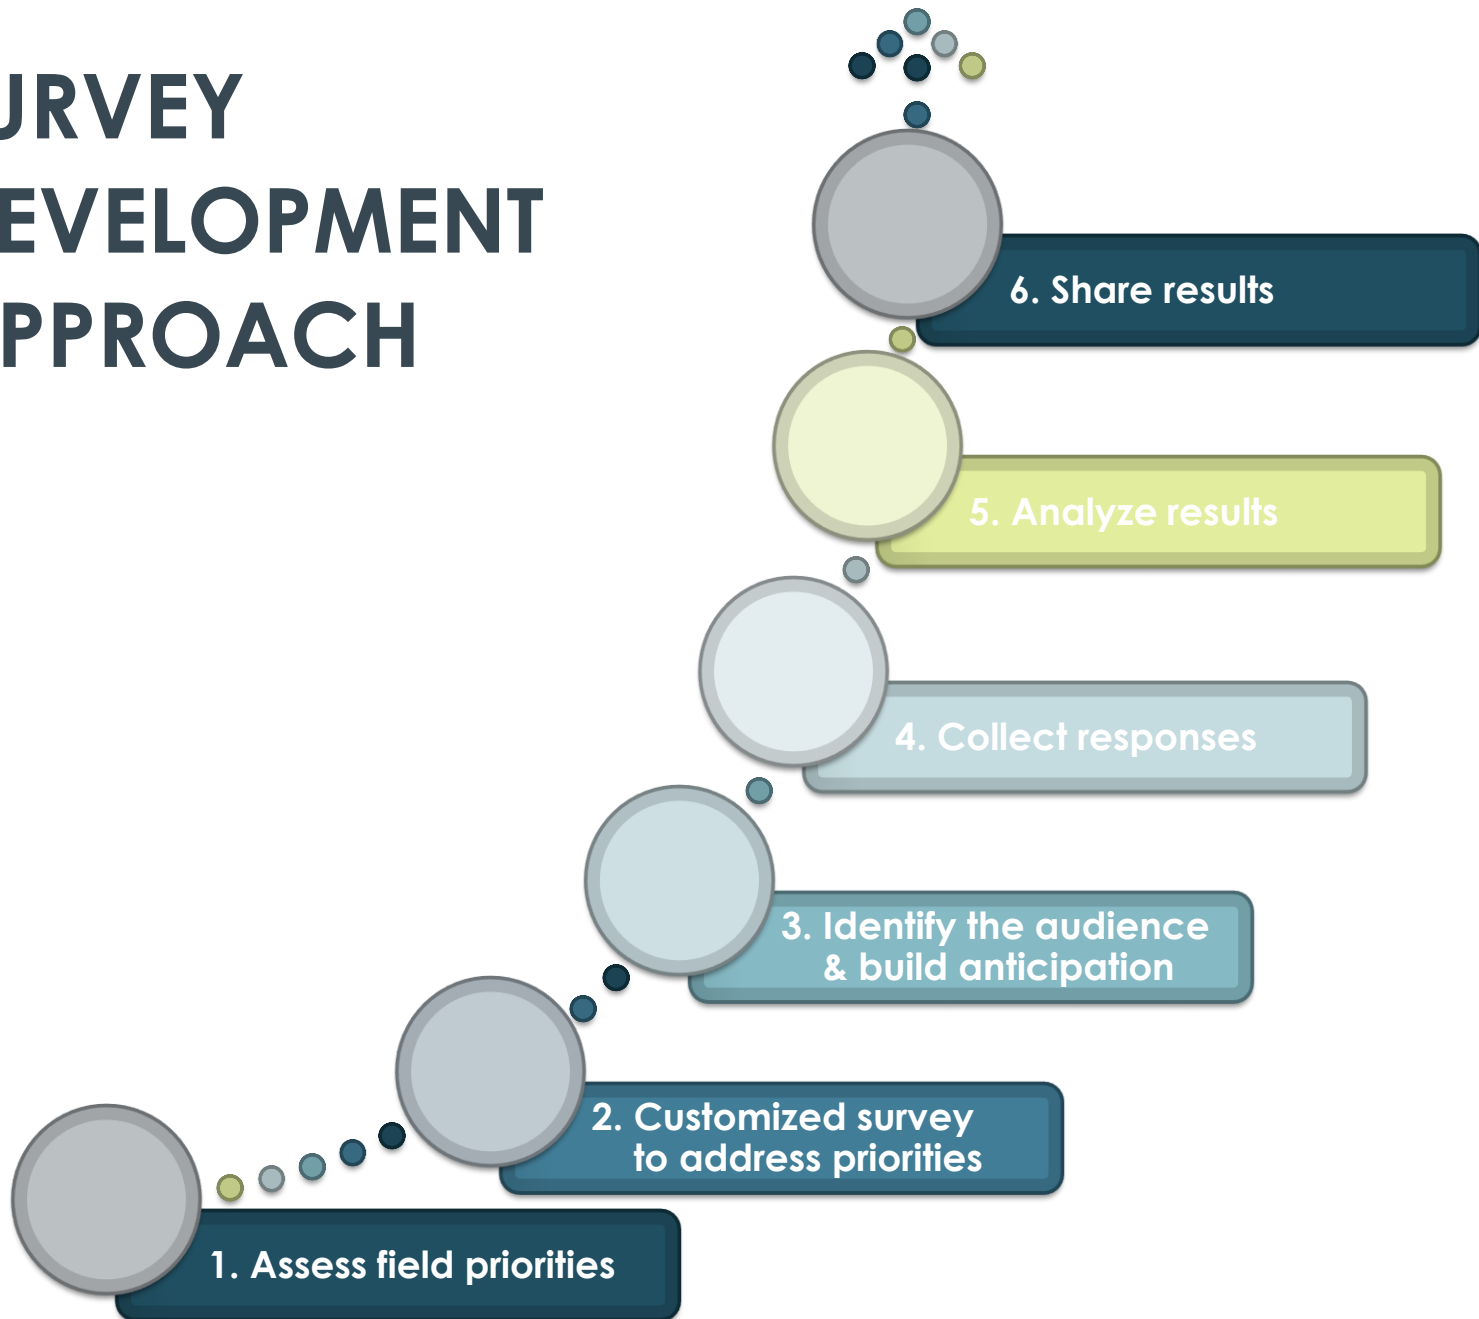 URVEY
EVELOPMENT
PPROACH
6. Share results
5. Analyze results
4. Collect responses
3. Identify the audience
& build anticipation
2. Customized survey
to address priorities
1. Assess field priorities